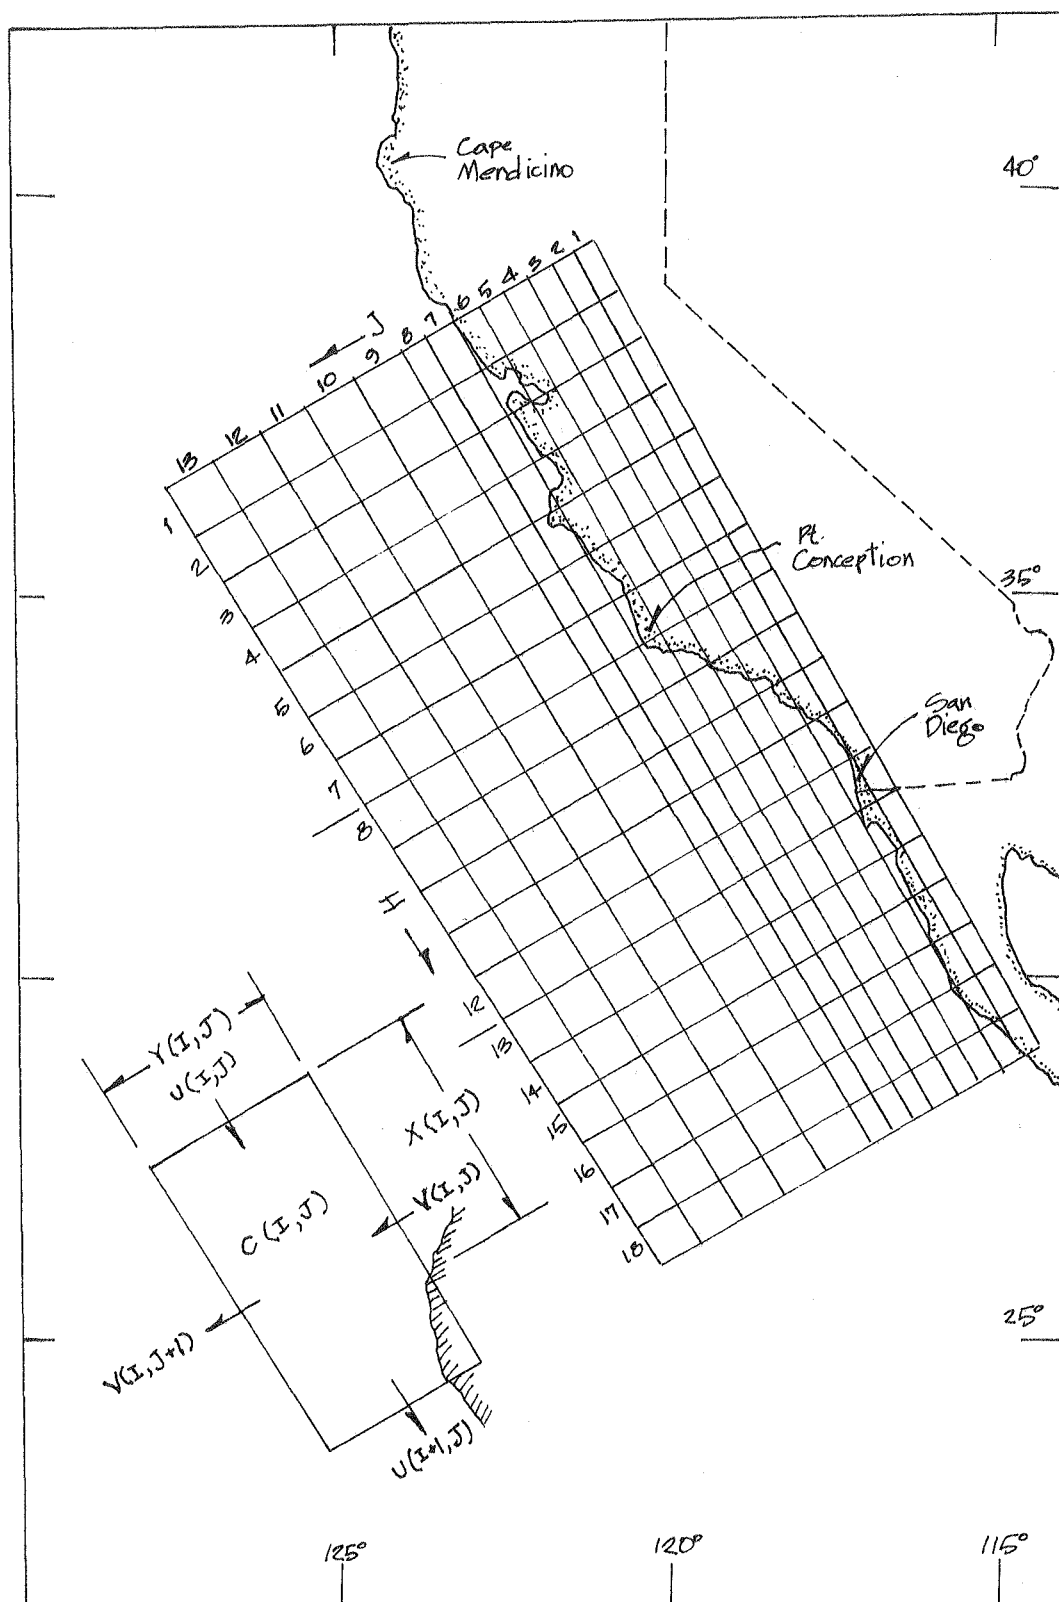 Cape
Mendicino
40°
1
2
3
4
5
6
7
8
9
10
11
12
13
J
1
2
3
4
5
6
7
8
I
12
13
14
15
16
17
18
Pt.
Conception
35°
San
Diego
Y(I,J)
U(I,J)
X(I,J)
V(I,J)
C(I,J)
V(I,J+1)
U(I+1,J)
25°
125°
120°
115°